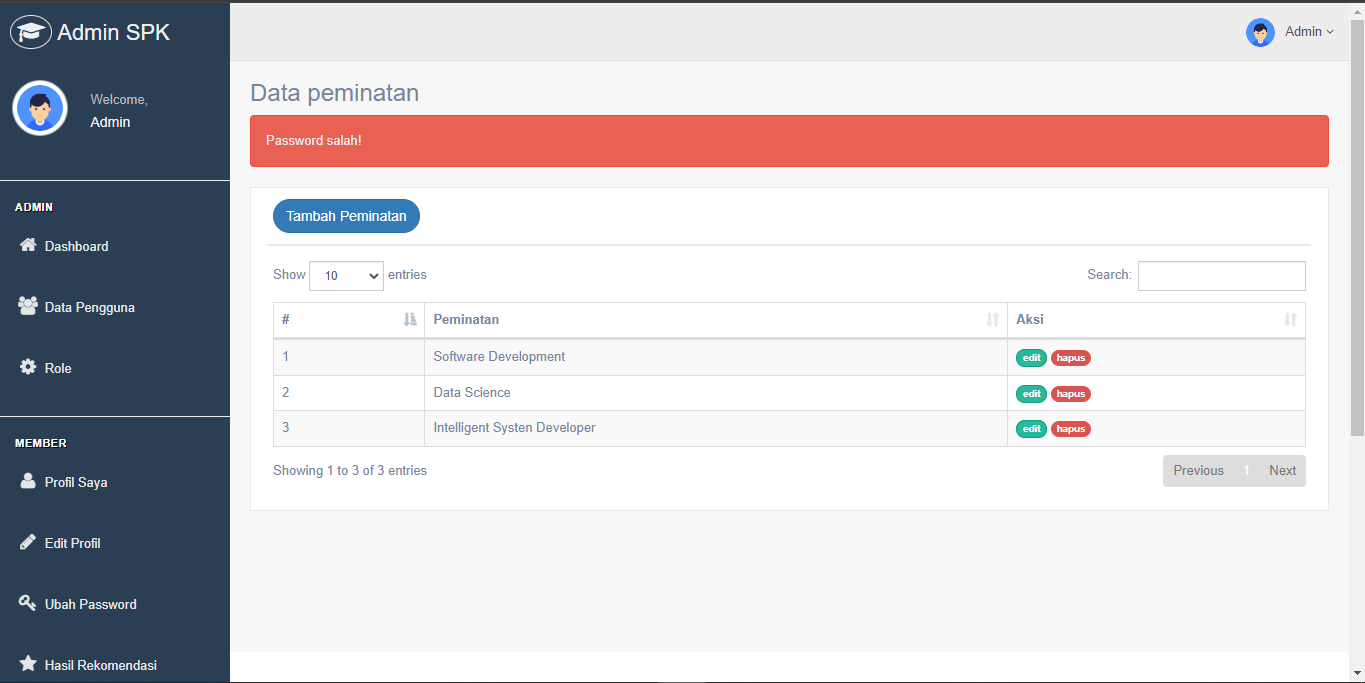 Admin SPK
Admin
Welcome,
Admin
ADMIN
Dashboard
Data Pengguna
Role
MEMBER
Profil Saya
Edit Profil
Ubah Password
Hasil Rekomendasi
Data peminatan
Password salah!
Tambah Peminatan
Show 10 entries
Search:
# Peminatan Aksi
1 Software Development edit hapus
2 Data Science edit hapus
3 Intelligent Systen Developer edit hapus
Showing 1 to 3 of 3 entries
Previous 1 Next